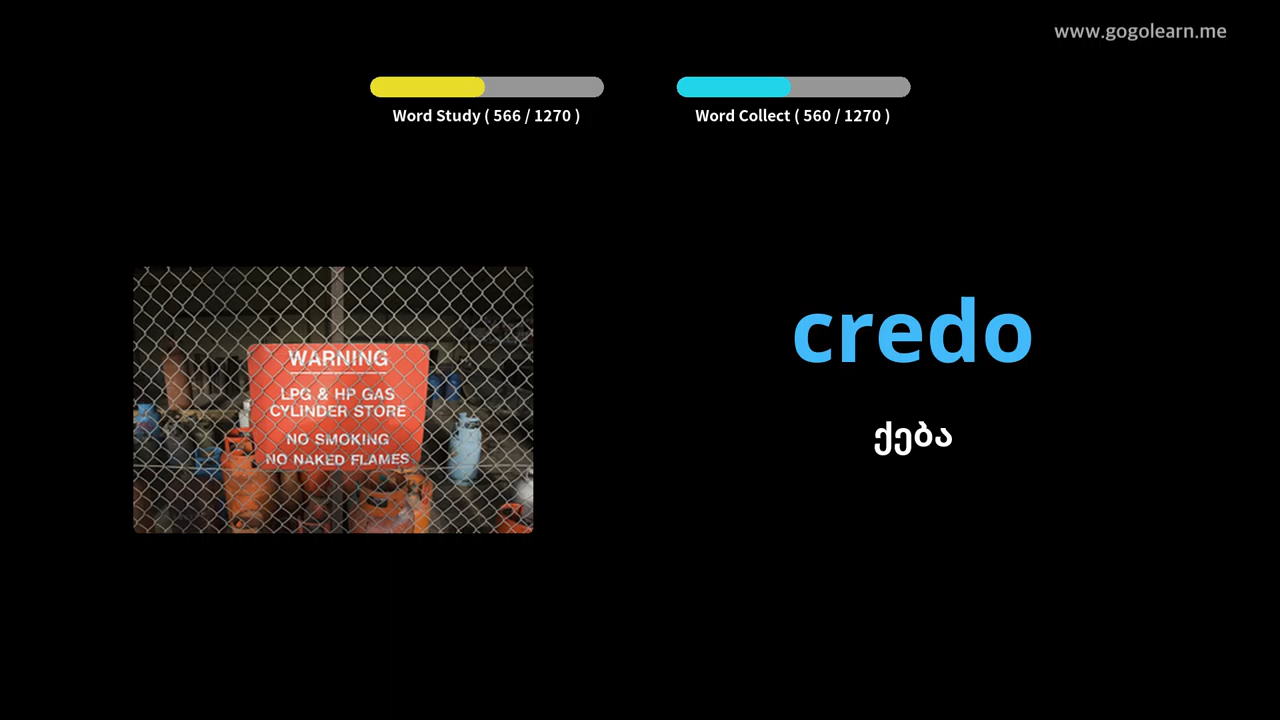 www.gogolearn.me
Word Study ( 566 / 1270 )
Word Collect ( 560 / 1270 )
WARNING
LPG & HP GAS
CYLINDER STORE
NO SMOKING
NO NAKED FLAMES
credo
ქება